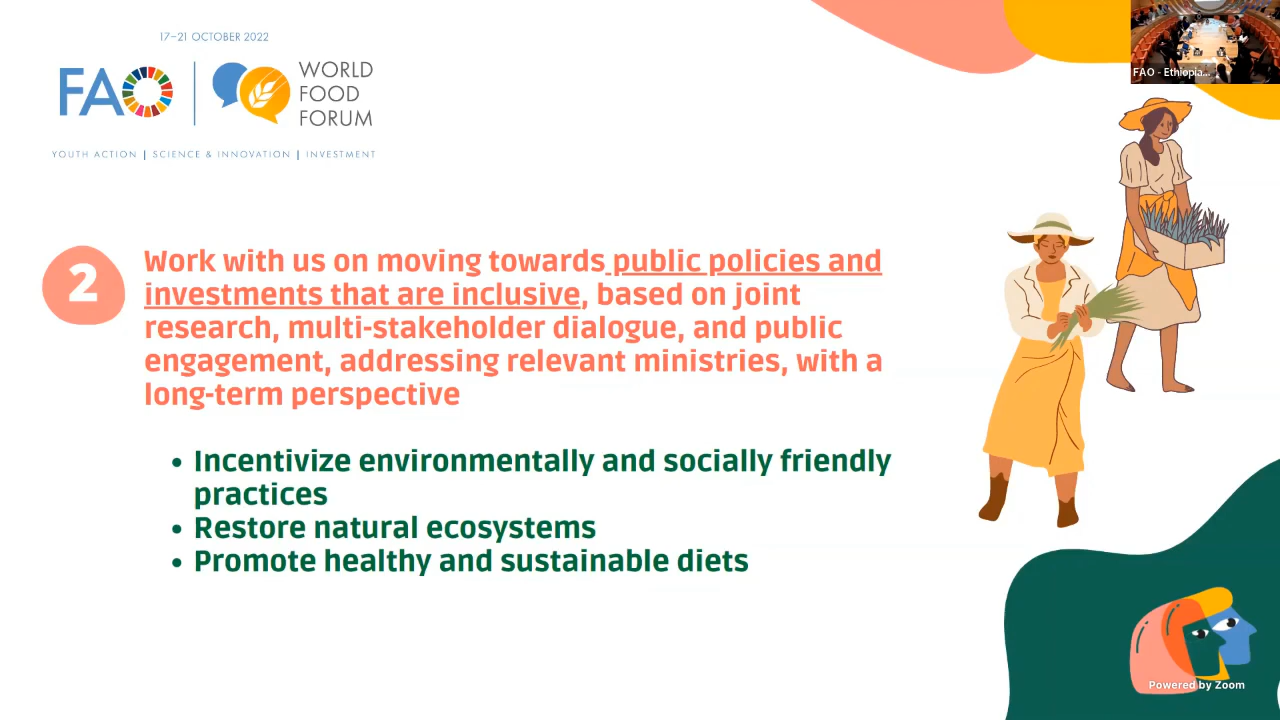 17–21 OCTOBER 2022
FAO
WORLD
FOOD
FORUM
YOUTH ACTION | SCIENCE & INNOVATION | INVESTMENT
FAO - Ethiopia...
2
Work with us on moving towards public policies and
investments that are inclusive, based on joint
research, multi-stakeholder dialogue, and public
engagement, addressing relevant ministries, with a
long-term perspective
• Incentivize environmentally and socially friendly
practices
• Restore natural ecosystems
• Promote healthy and sustainable diets
Powered by Zoom